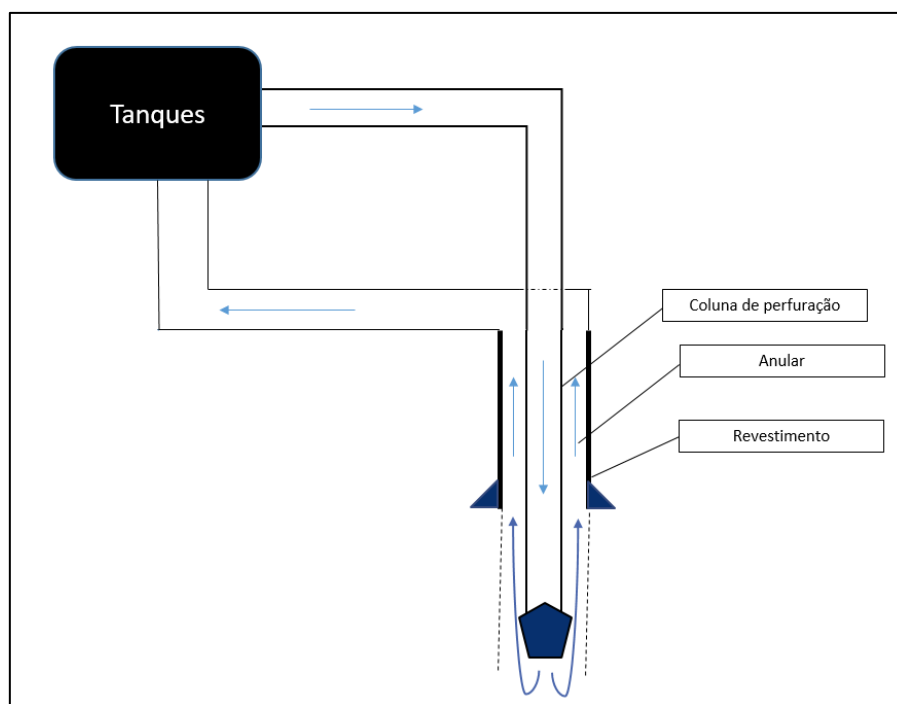 Tanques
Coluna de perfuração
Anular
Revestimento